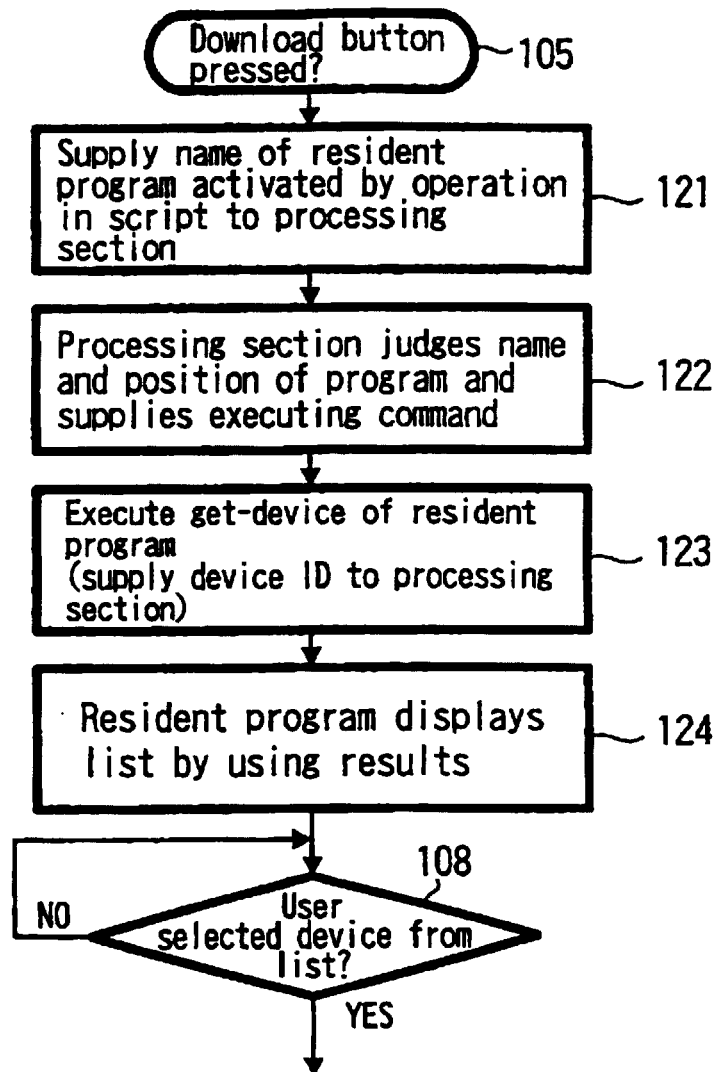 Download button
pressed?
105
Supply name of resident
program activated by operation
in script to processing
section
121
Processing section judges name
and position of program and
supplies executing command
122
Execute get-device of resident
program
(supply device ID to processing
section)
123
Resident program displays
list by using results
124
108
User
selected device from
list?
NO
YES